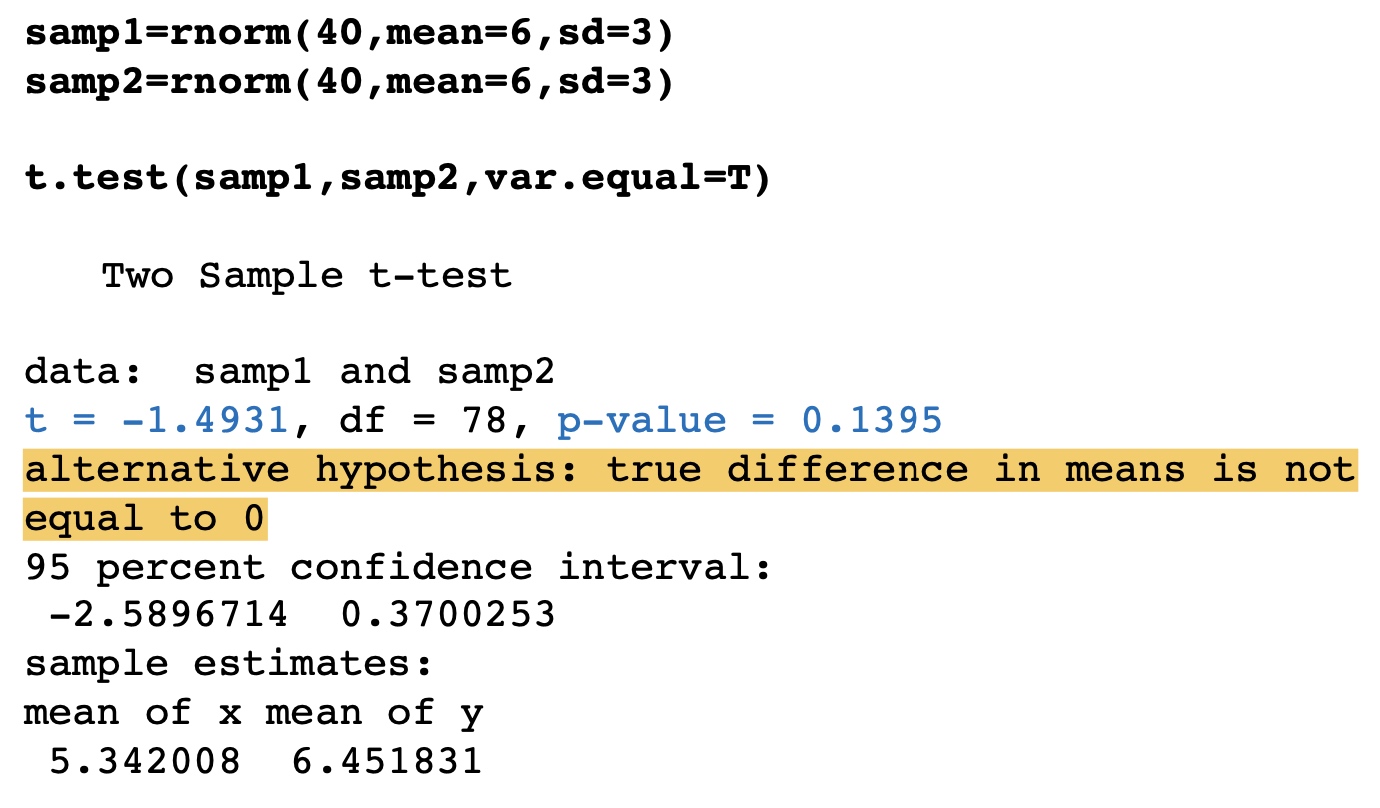 samp1=rnorm(40,mean=6,sd=3)
samp2=rnorm(40,mean=6,sd=3)
t.test(samp1,samp2,var.equal=T)
Two Sample t-test
data:  samp1 and samp2
t = -1.4931, df = 78, p-value = 0.1395
alternative hypothesis: true difference in means is not
equal to 0
95 percent confidence interval:
-2.5896714  0.3700253
sample estimates:
mean of x mean of y
5.342008  6.451831